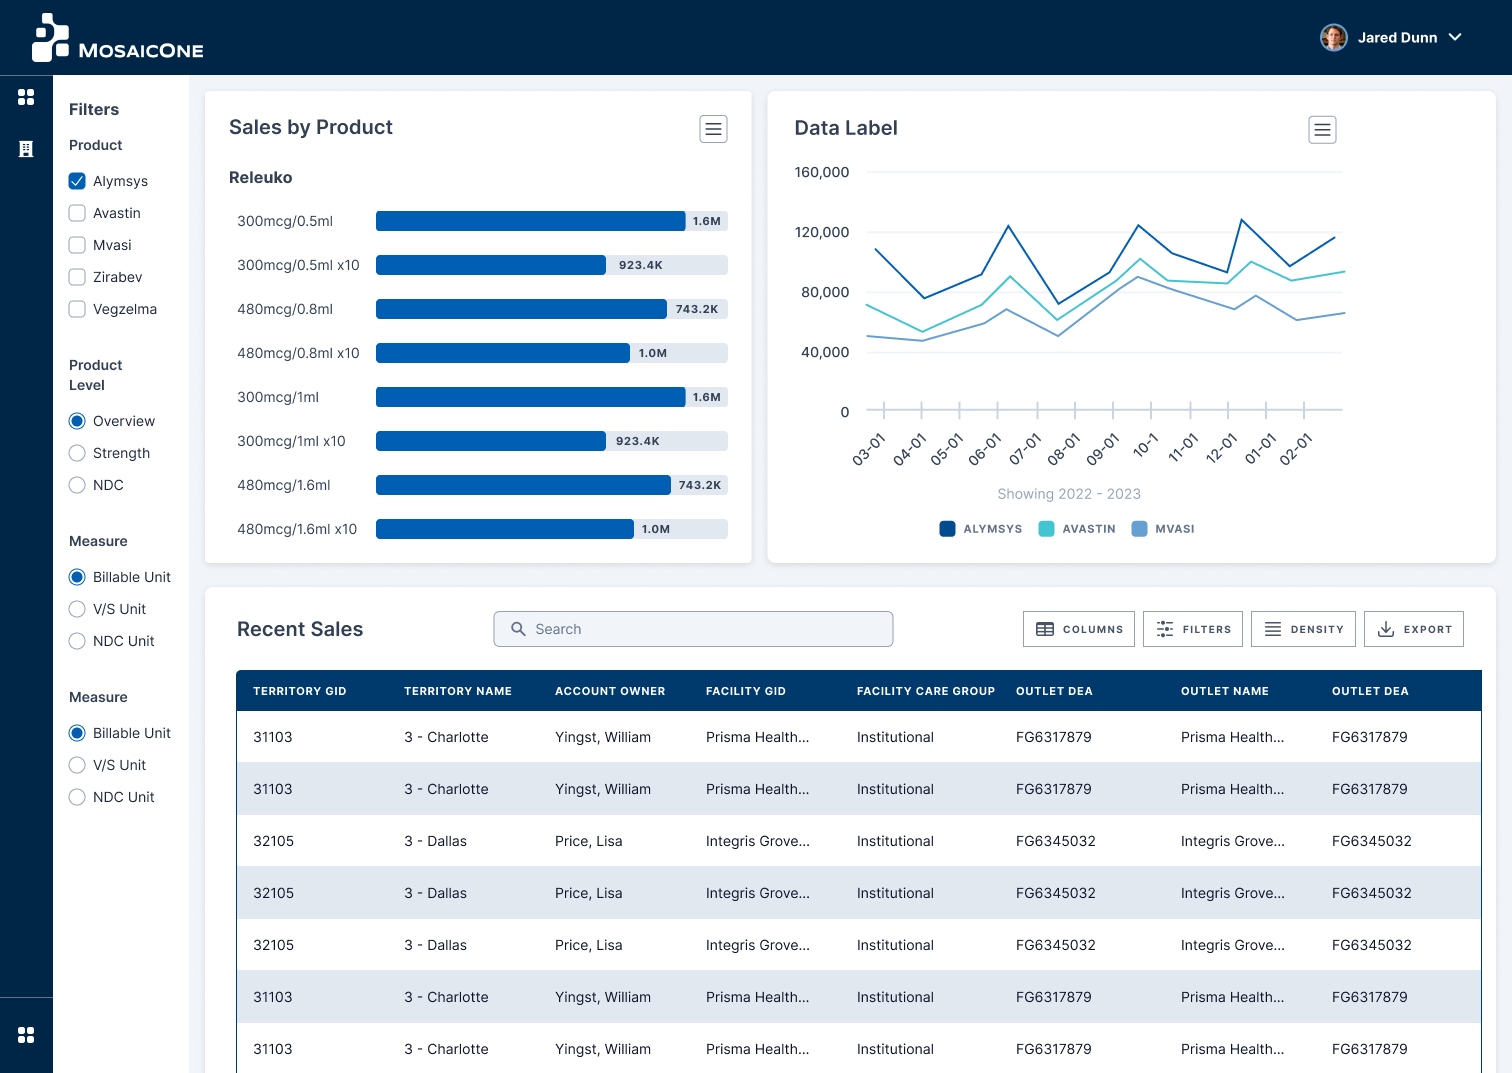 MosaicOne
Jared Dunn
Filters
Product
Alymsys
Avastin
Mvasi
Zirabev
Vegzelma
Product
Level
Overview
Strength
NDC
Measure
Billable Unit
V/S Unit
NDC Unit
Measure
Billable Unit
V/S Unit
NDC Unit
Sales by Product
Releuko
300mcg/0.5ml 1.6M
300mcg/0.5ml x10 923.4K
480mcg/0.8ml 743.2K
480mcg/0.8ml x10 1.0M
300mcg/1ml 1.6M
300mcg/1ml x10 923.4K
480mcg/1.6ml 743.2K
480mcg/1.6ml x10 1.0M
Data Label
160,000
120,000
80,000
40,000
0
03-01 04-01 05-01 06-01 07-01 08-01 09-01 10-1 11-01 12-01 01-01 02-01
Showing 2022 - 2023
ALYMSYS AVASTIN MVASI
Recent Sales
Search
COLUMNS FILTERS DENSITY EXPORT
TERRITORY GID TERRITORY NAME ACCOUNT OWNER FACILITY GID FACILITY CARE GROUP OUTLET DEA OUTLET NAME OUTLET DEA
31103 3 - Charlotte Yingst, William Prisma Health... Institutional FG6317879 Prisma Health... FG6317879
31103 3 - Charlotte Yingst, William Prisma Health... Institutional FG6317879 Prisma Health... FG6317879
32105 3 - Dallas Price, Lisa Integris Grove... Institutional FG6345032 Integris Grove... FG6345032
32105 3 - Dallas Price, Lisa Integris Grove... Institutional FG6345032 Integris Grove... FG6345032
32105 3 - Dallas Price, Lisa Integris Grove... Institutional FG6345032 Integris Grove... FG6345032
31103 3 - Charlotte Yingst, William Prisma Health... Institutional FG6317879 Prisma Health... FG6317879
31103 3 - Charlotte Yingst, William Prisma Health... Institutional FG6317879 Prisma Health... FG6317879